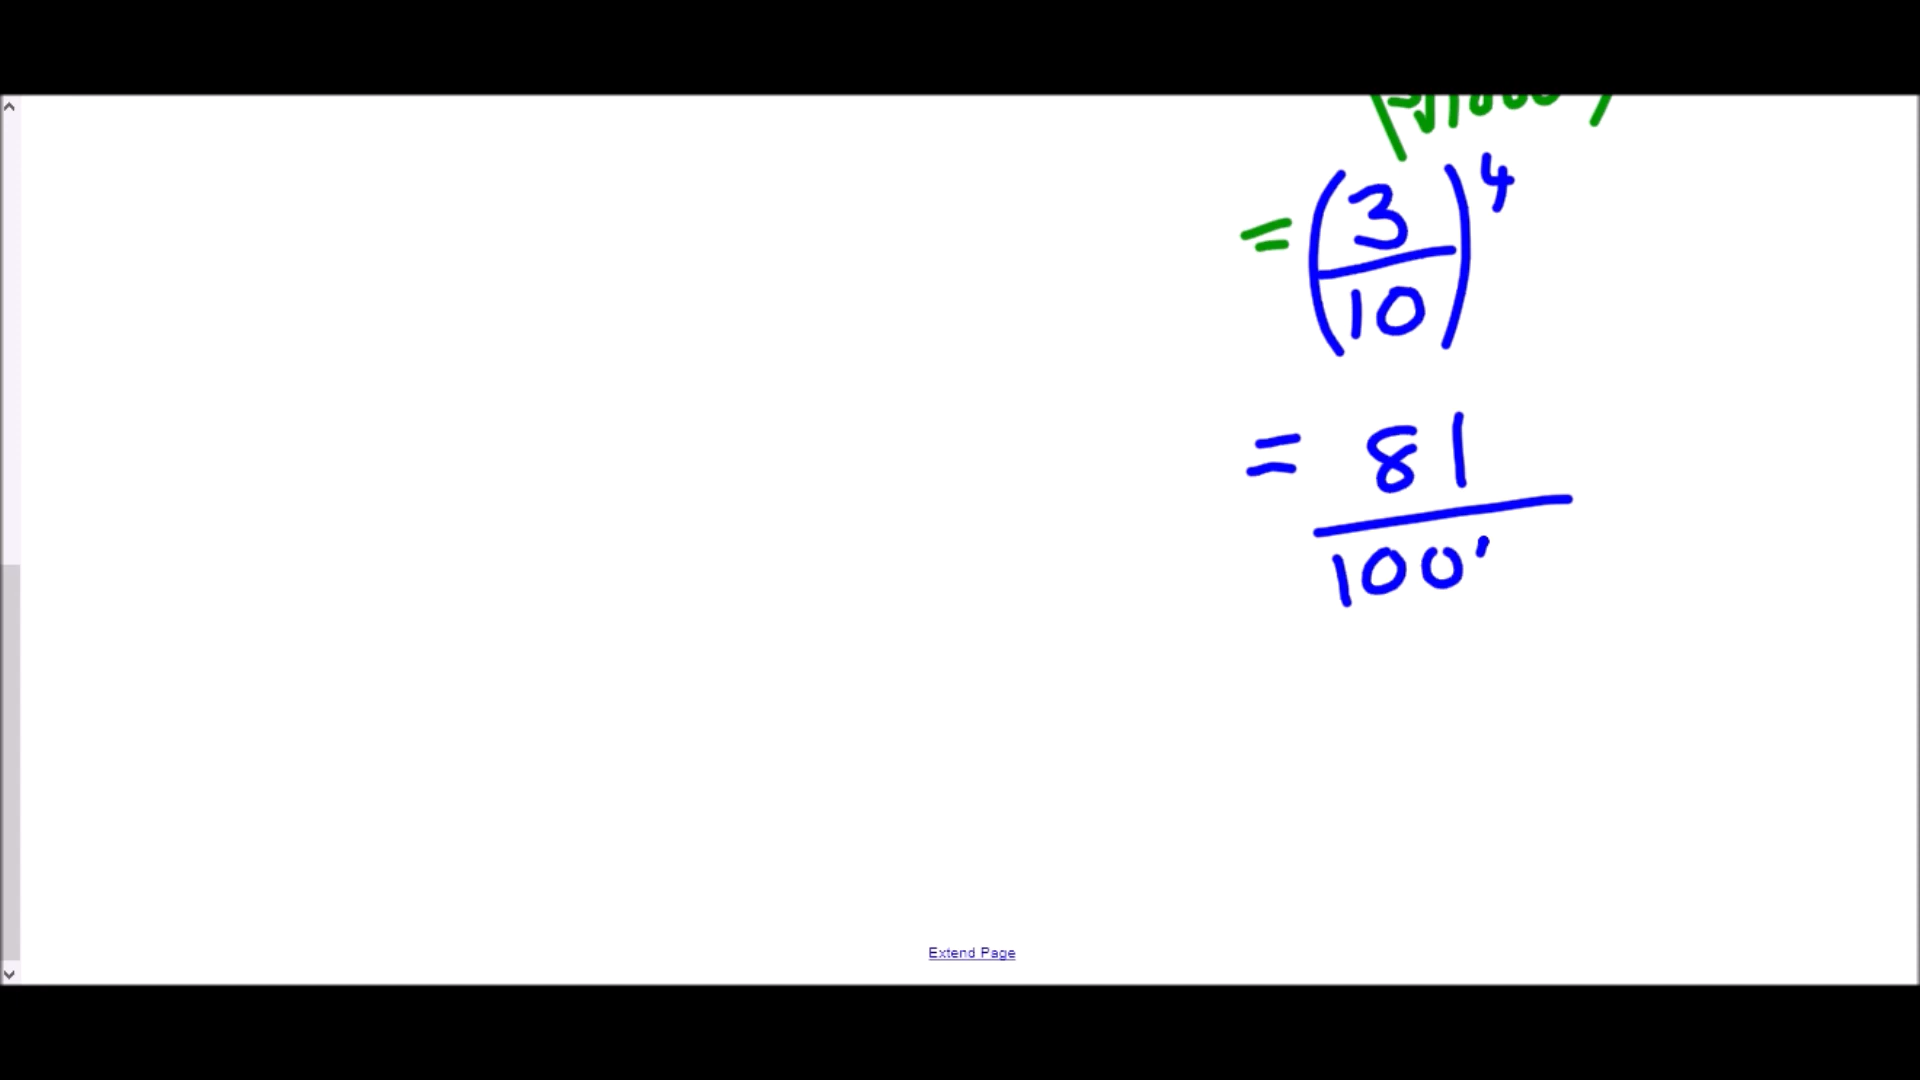 = (3/10)^4
= 81
100
Extend Page